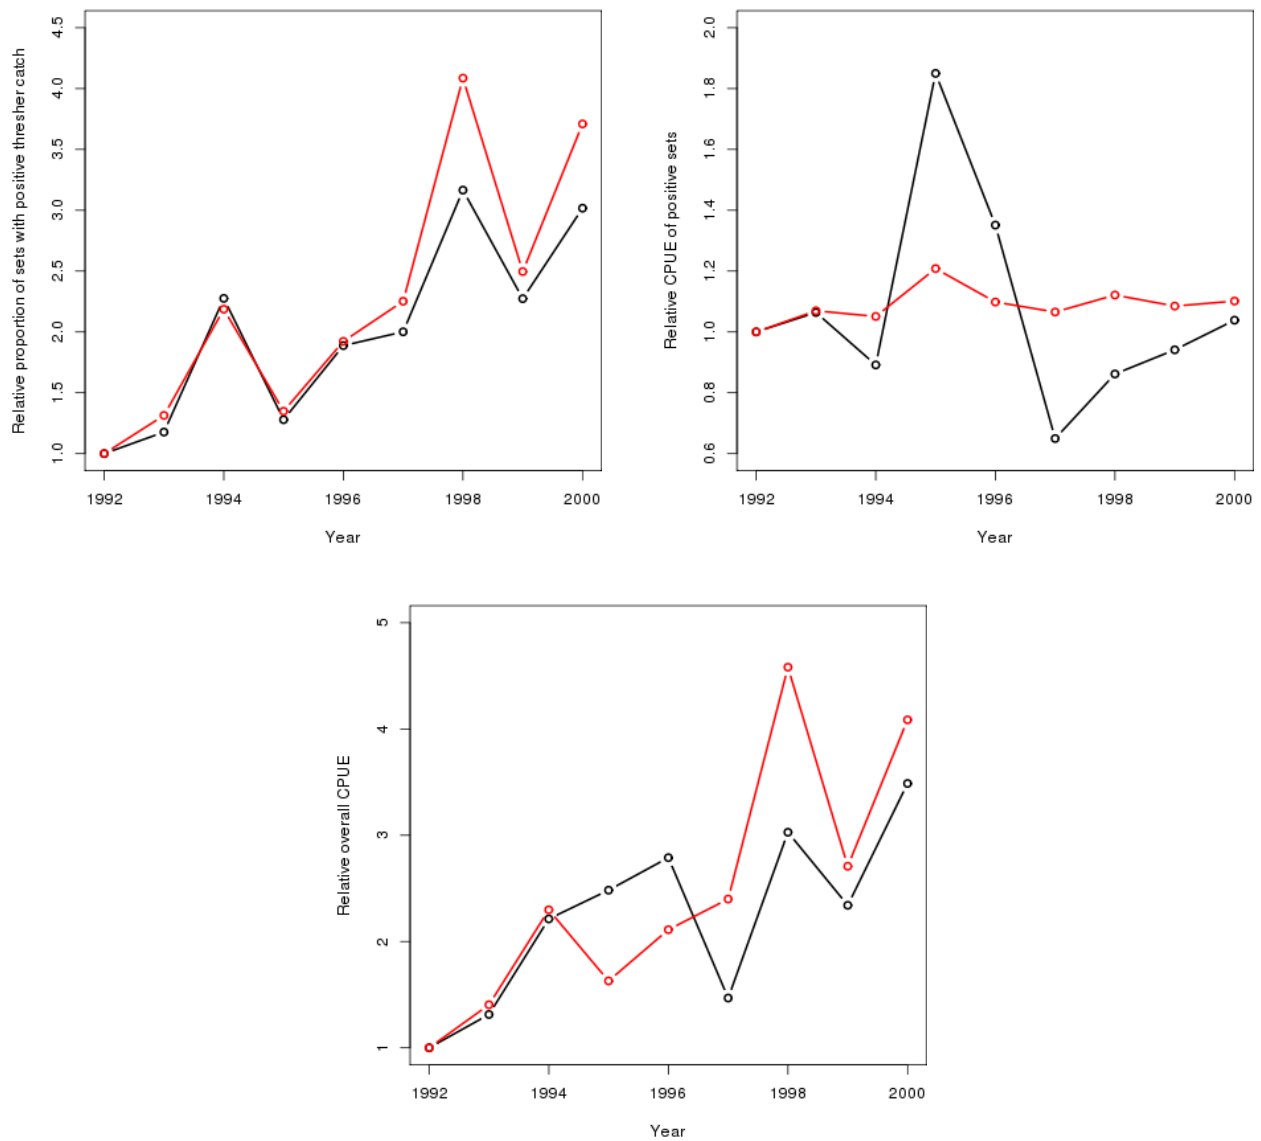 Relative proportion of sets with positive thresher catch
4.5
4.0
3.5
3.0
2.5
2.0
1.5
1.0
1992 1994 1996 1998 2000
Year
Relative CPUE of positive sets
2.0
1.8
1.6
1.4
1.2
1.0
0.8
0.6
1992 1994 1996 1998 2000
Year
Relative overall CPUE
5
4
3
2
1
1992 1994 1996 1998 2000
Year